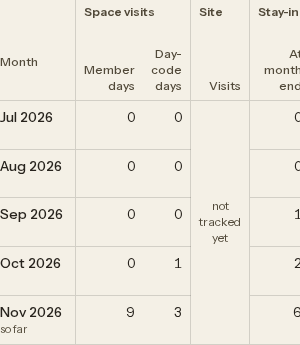 Space visits Site Stay-in
Month Member days Day-code days Visits At month end
Jul 2026 0 0 0
Aug 2026 0 0 0
Sep 2026 0 0 not tracked yet 1
Oct 2026 0 1 2
Nov 2026 9 3 6
so far